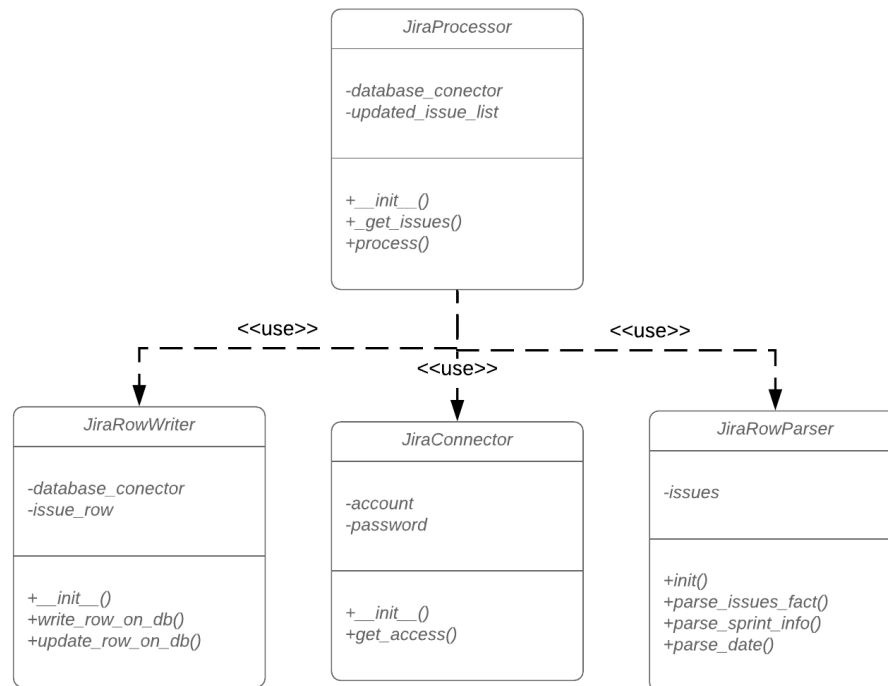 JiraProcessor
-database_conector
-updated_issue_list
+__init__()
+_get_issues()
+process()
<<use>>
<<use>>
<<use>>
JiraRowWriter
-database_conector
-issue_row
+__init__()
+write_row_on_db()
+update_row_on_db()
JiraConnector
-account
-password
+__init__()
+get_access()
JiraRowParser
-issues
+init()
+parse_issues_fact()
+parse_sprint_info()
+parse_date()